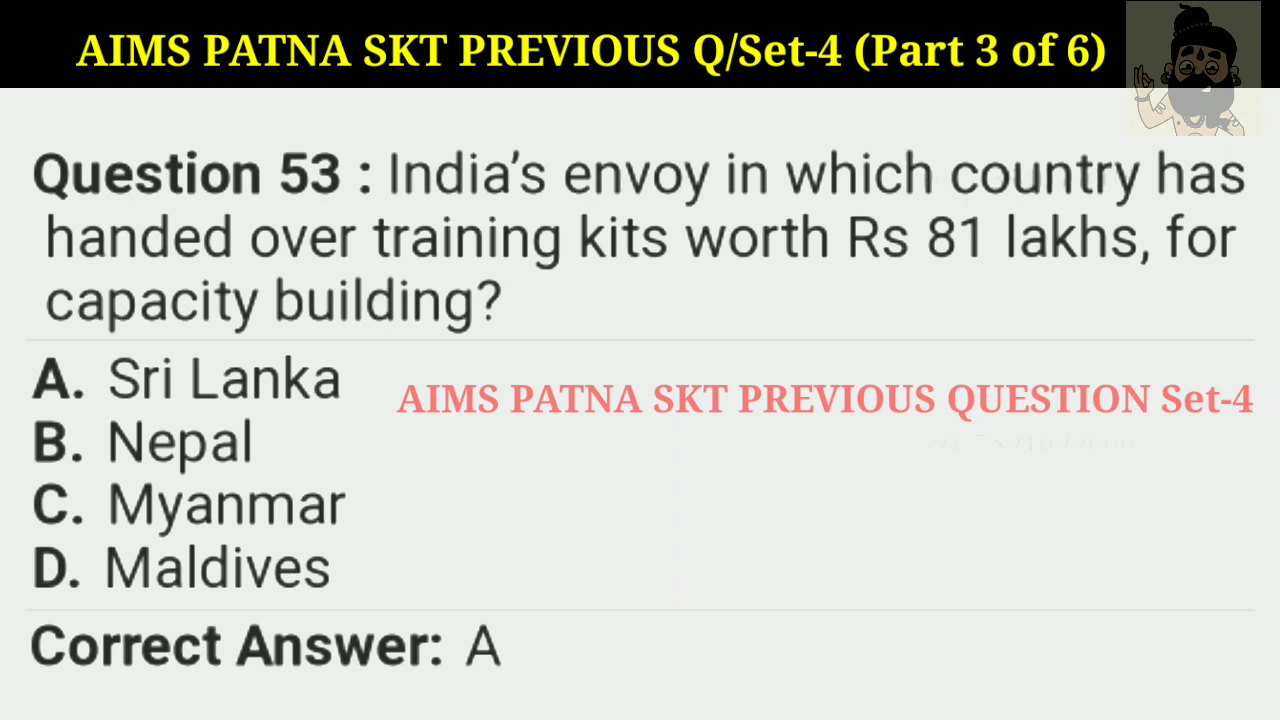 AIMS PATNA SKT PREVIOUS Q/Set-4 (Part 3 of 6)
Question 53 : India’s envoy in which country has
handed over training kits worth Rs 81 lakhs, for
capacity building?
A. Sri Lanka
AIMS PATNA SKT PREVIOUS QUESTION Set-4
B. Nepal
C. Myanmar
D. Maldives
Correct Answer: A